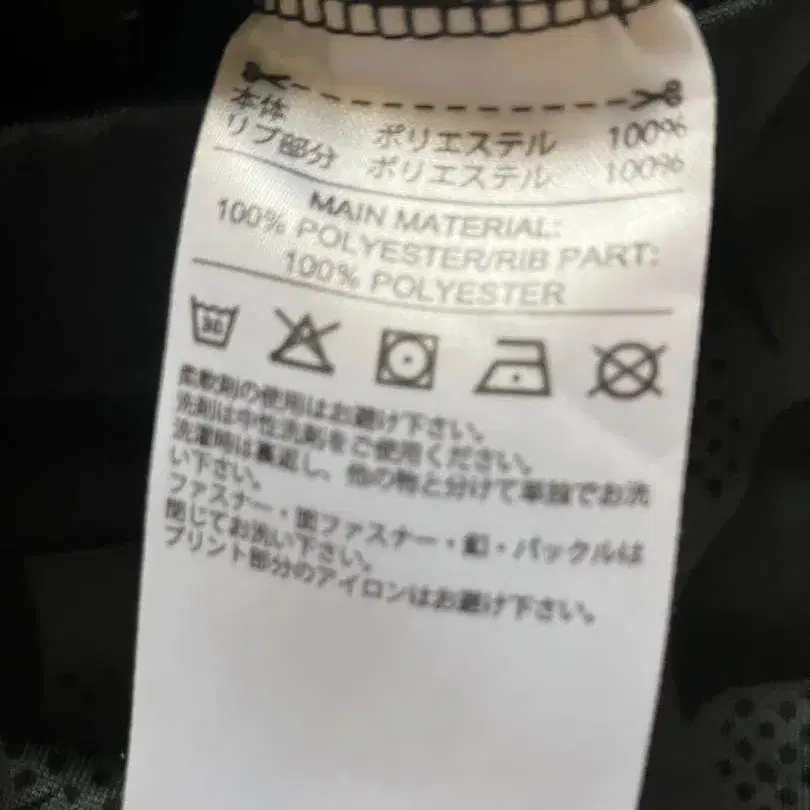 本体 ポリエステル 100%
リブ部分 ポリエステル 100%
MAIN MATERIAL:
100% POLYESTER/RIB PART:
100% POLYESTER
30
柔軟剤の使用はお避け下さい。
洗剤は中性洗剤をご使用ください。
洗濯時は裏返し、他の物と分けて単独でお洗
い下さい。
ファスナー・面ファスナー・釦・バックルは
閉じてお洗い下さい。
プリント部分のアイロンはお避け下さい。